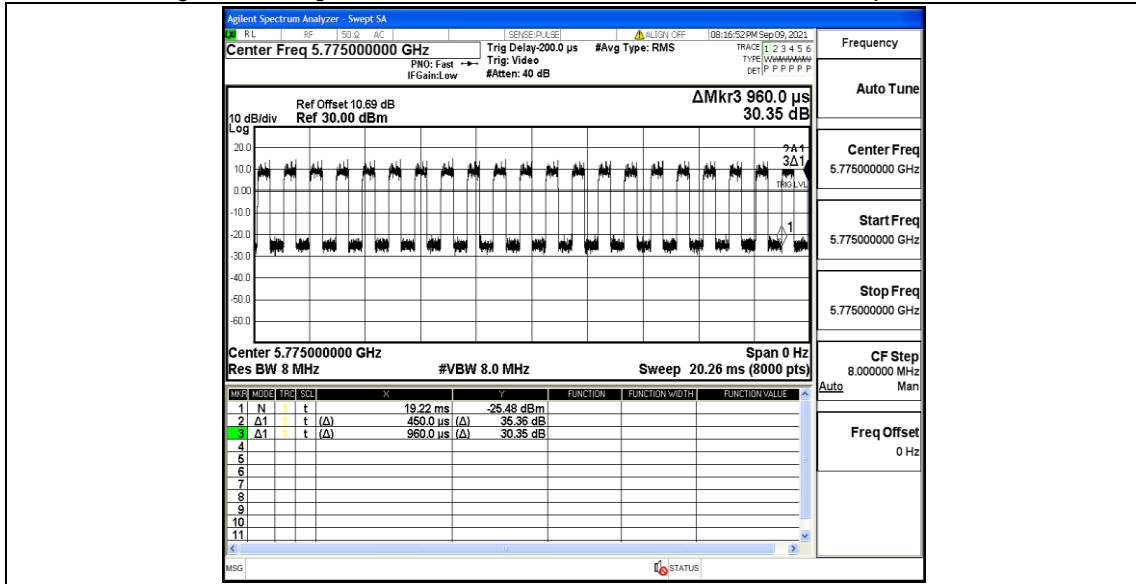 Agilent Spectrum Analyzer - Swept SA
RL RF 50 Ω AC SENSE:PULSE ALIGN OFF 08:16:52 PM Sep 09, 2021
Center Freq 5.775000000 GHz
PNO: Fast
IFGain:Low
Trig Delay-200.0 µs
Trig: Video
#Atten: 40 dB
#Avg Type: RMS
TRACE 1 2 3 4 5 6
TYPE
DET P P P P P P
Frequency
Auto Tune
Center Freq
5.775000000 GHz
Start Freq
5.775000000 GHz
Stop Freq
5.775000000 GHz
CF Step
8.000000 MHz
Auto Man
Freq Offset
0 Hz
ΔMkr3 960.0 µs
30.35 dB
Ref Offset 10.69 dB
10 dB/div Ref 30.00 dBm
Log
20.0
10.0
0.00
-10.0
-20.0
-30.0
-40.0
-50.0
-60.0
3Δ1
TRIG LVL
1
Center 5.775000000 GHz Span 0 Hz
Res BW 8 MHz #VBW 8.0 MHz Sweep 20.26 ms (8000 pts)
MKR MODE TRC SCL X Y FUNCTION FUNCTION WIDTH FUNCTION VALUE
1 N 1 t 19.22 ms -25.48 dBm
2 Δ1 1 t (Δ) 450.0 µs (Δ) 35.36 dB
3 Δ1 1 t (Δ) 960.0 µs (Δ) 30.35 dB
4
5
6
7
8
9
10
11
MSG STATUS